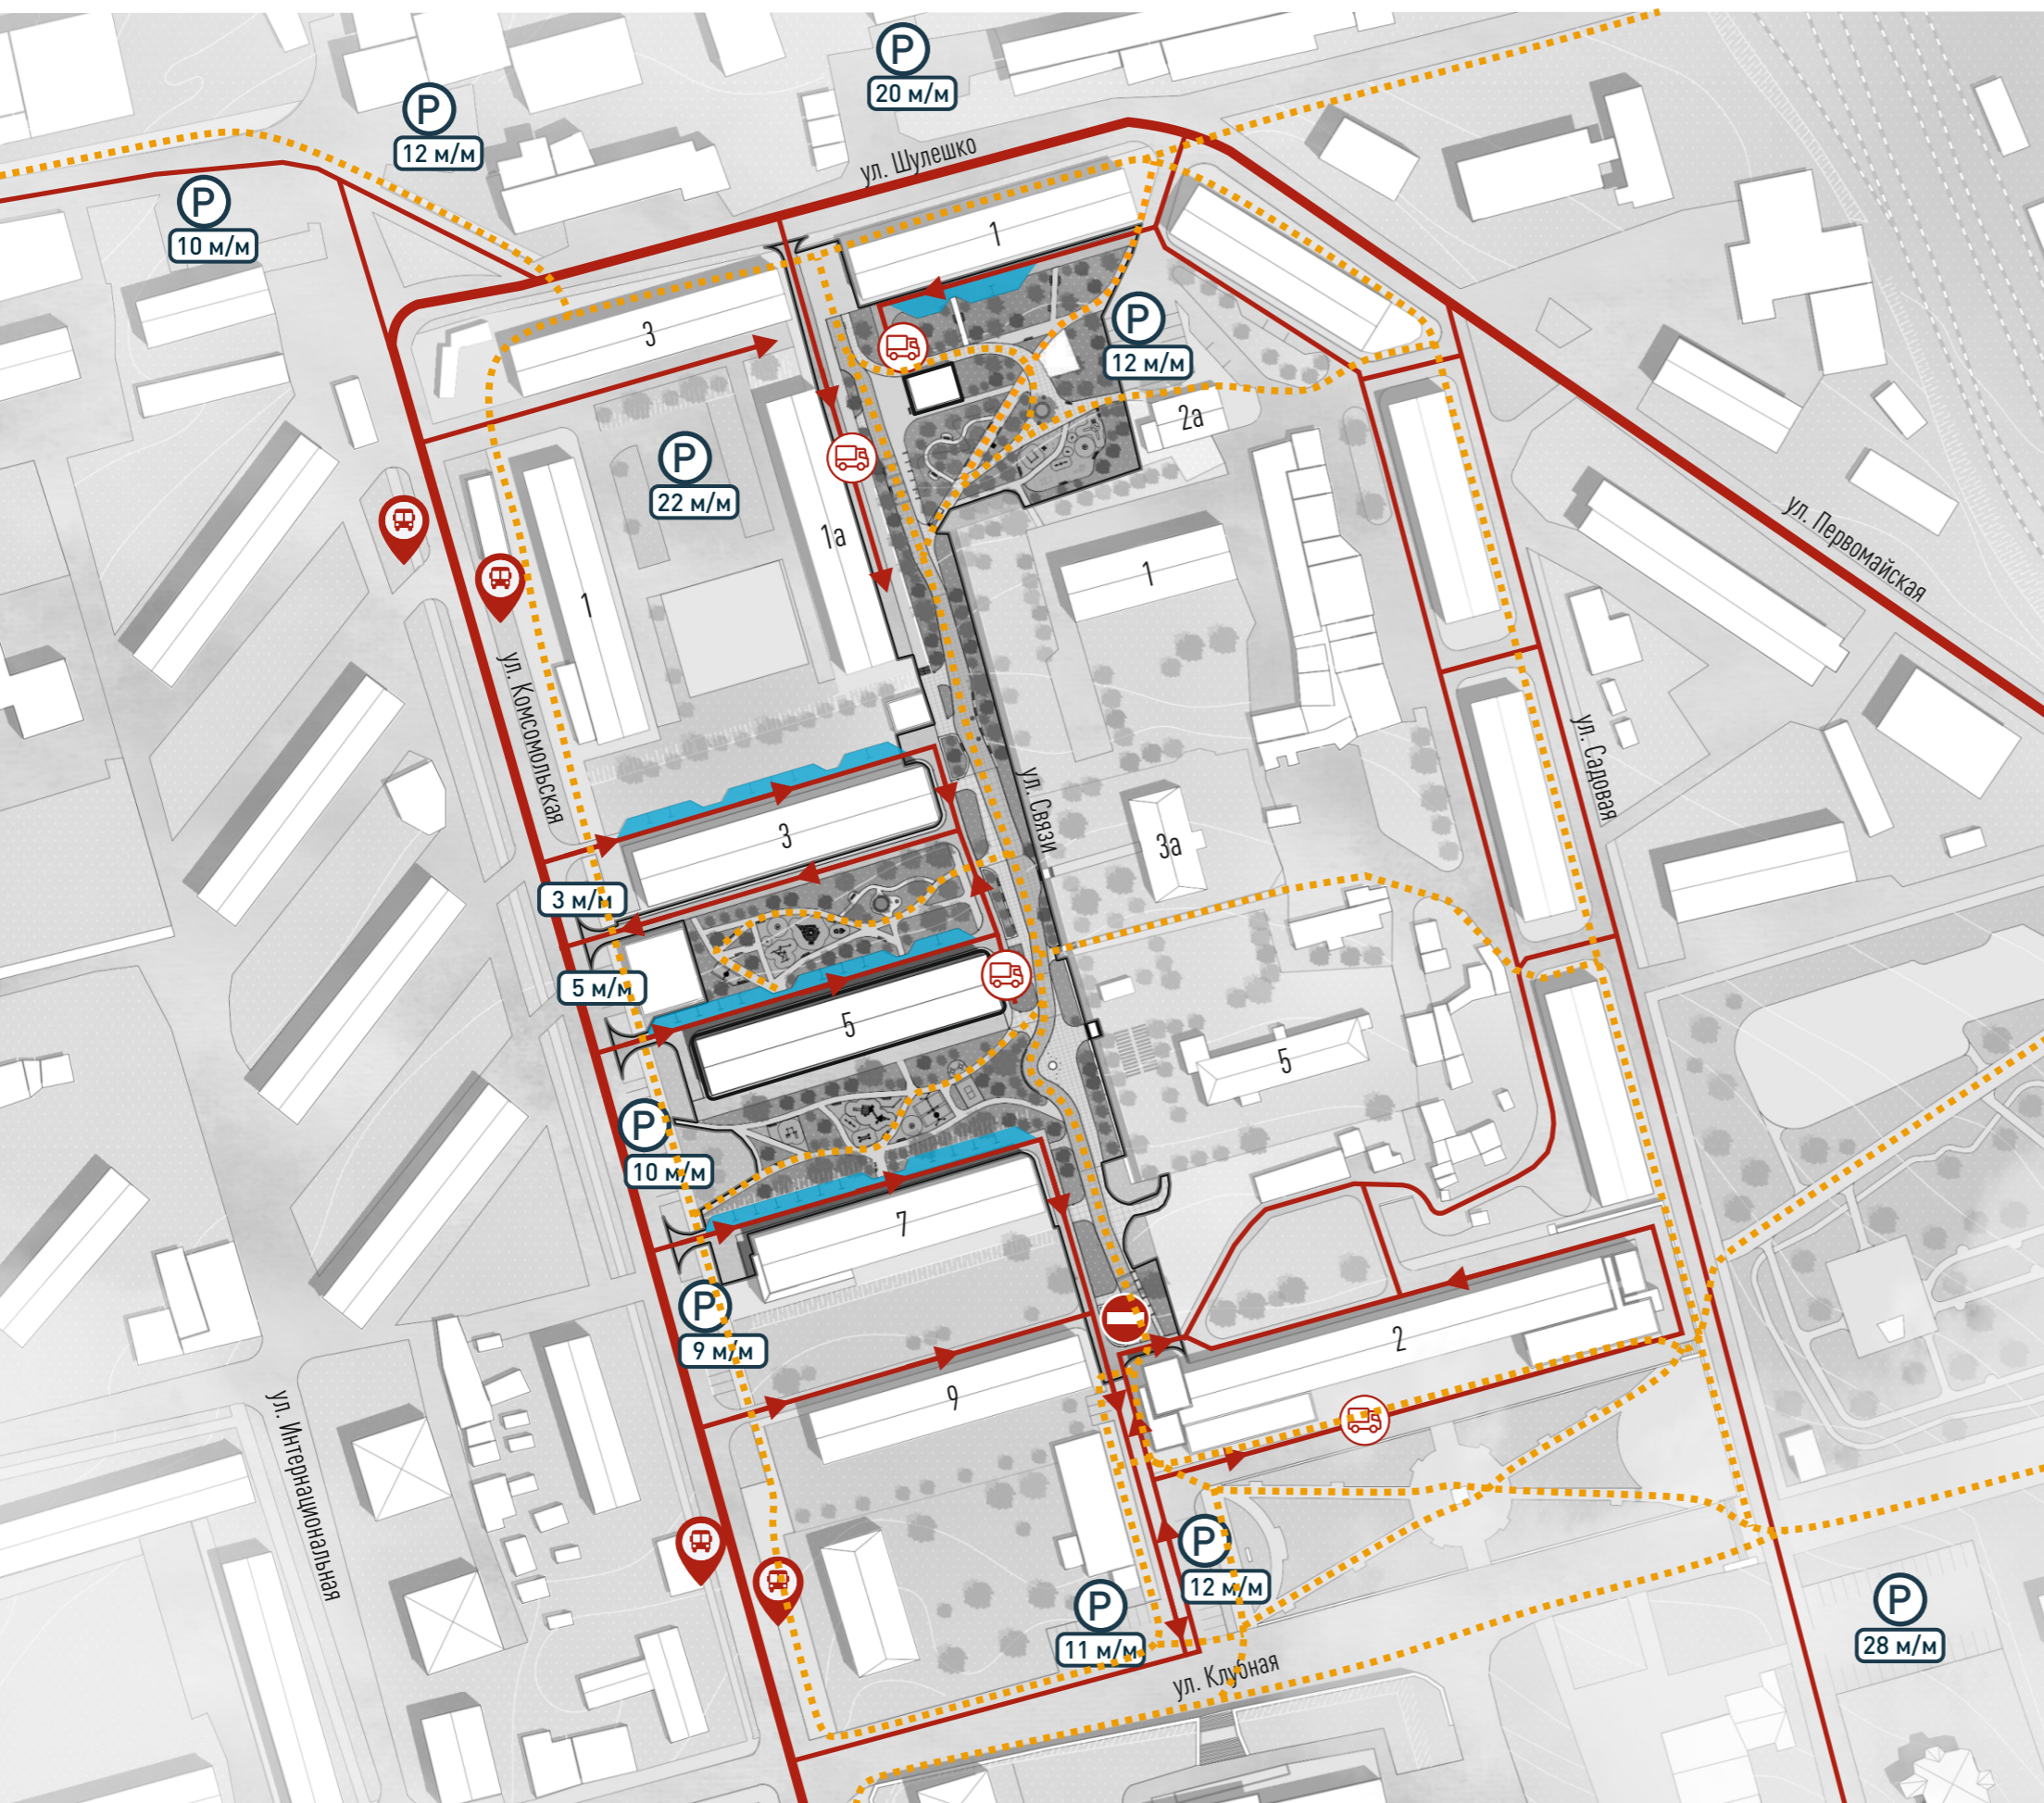 P
20 м/м
P
12 м/м
ул. Шулешко
P
10 м/м
1
3
P
12 м/м
2а
P
22 м/м
1а
1
1
ул. Первомайская
ул. Комсомольская
ул. Садовая
ул. Связи
3
3а
3 м/м
5 м/м
5
5
P
10 м/м
7
P
9 м/м
2
9
ул. Интернациональная
P
12 м/м
P
11 м/м
P
28 м/м
ул. Клубная